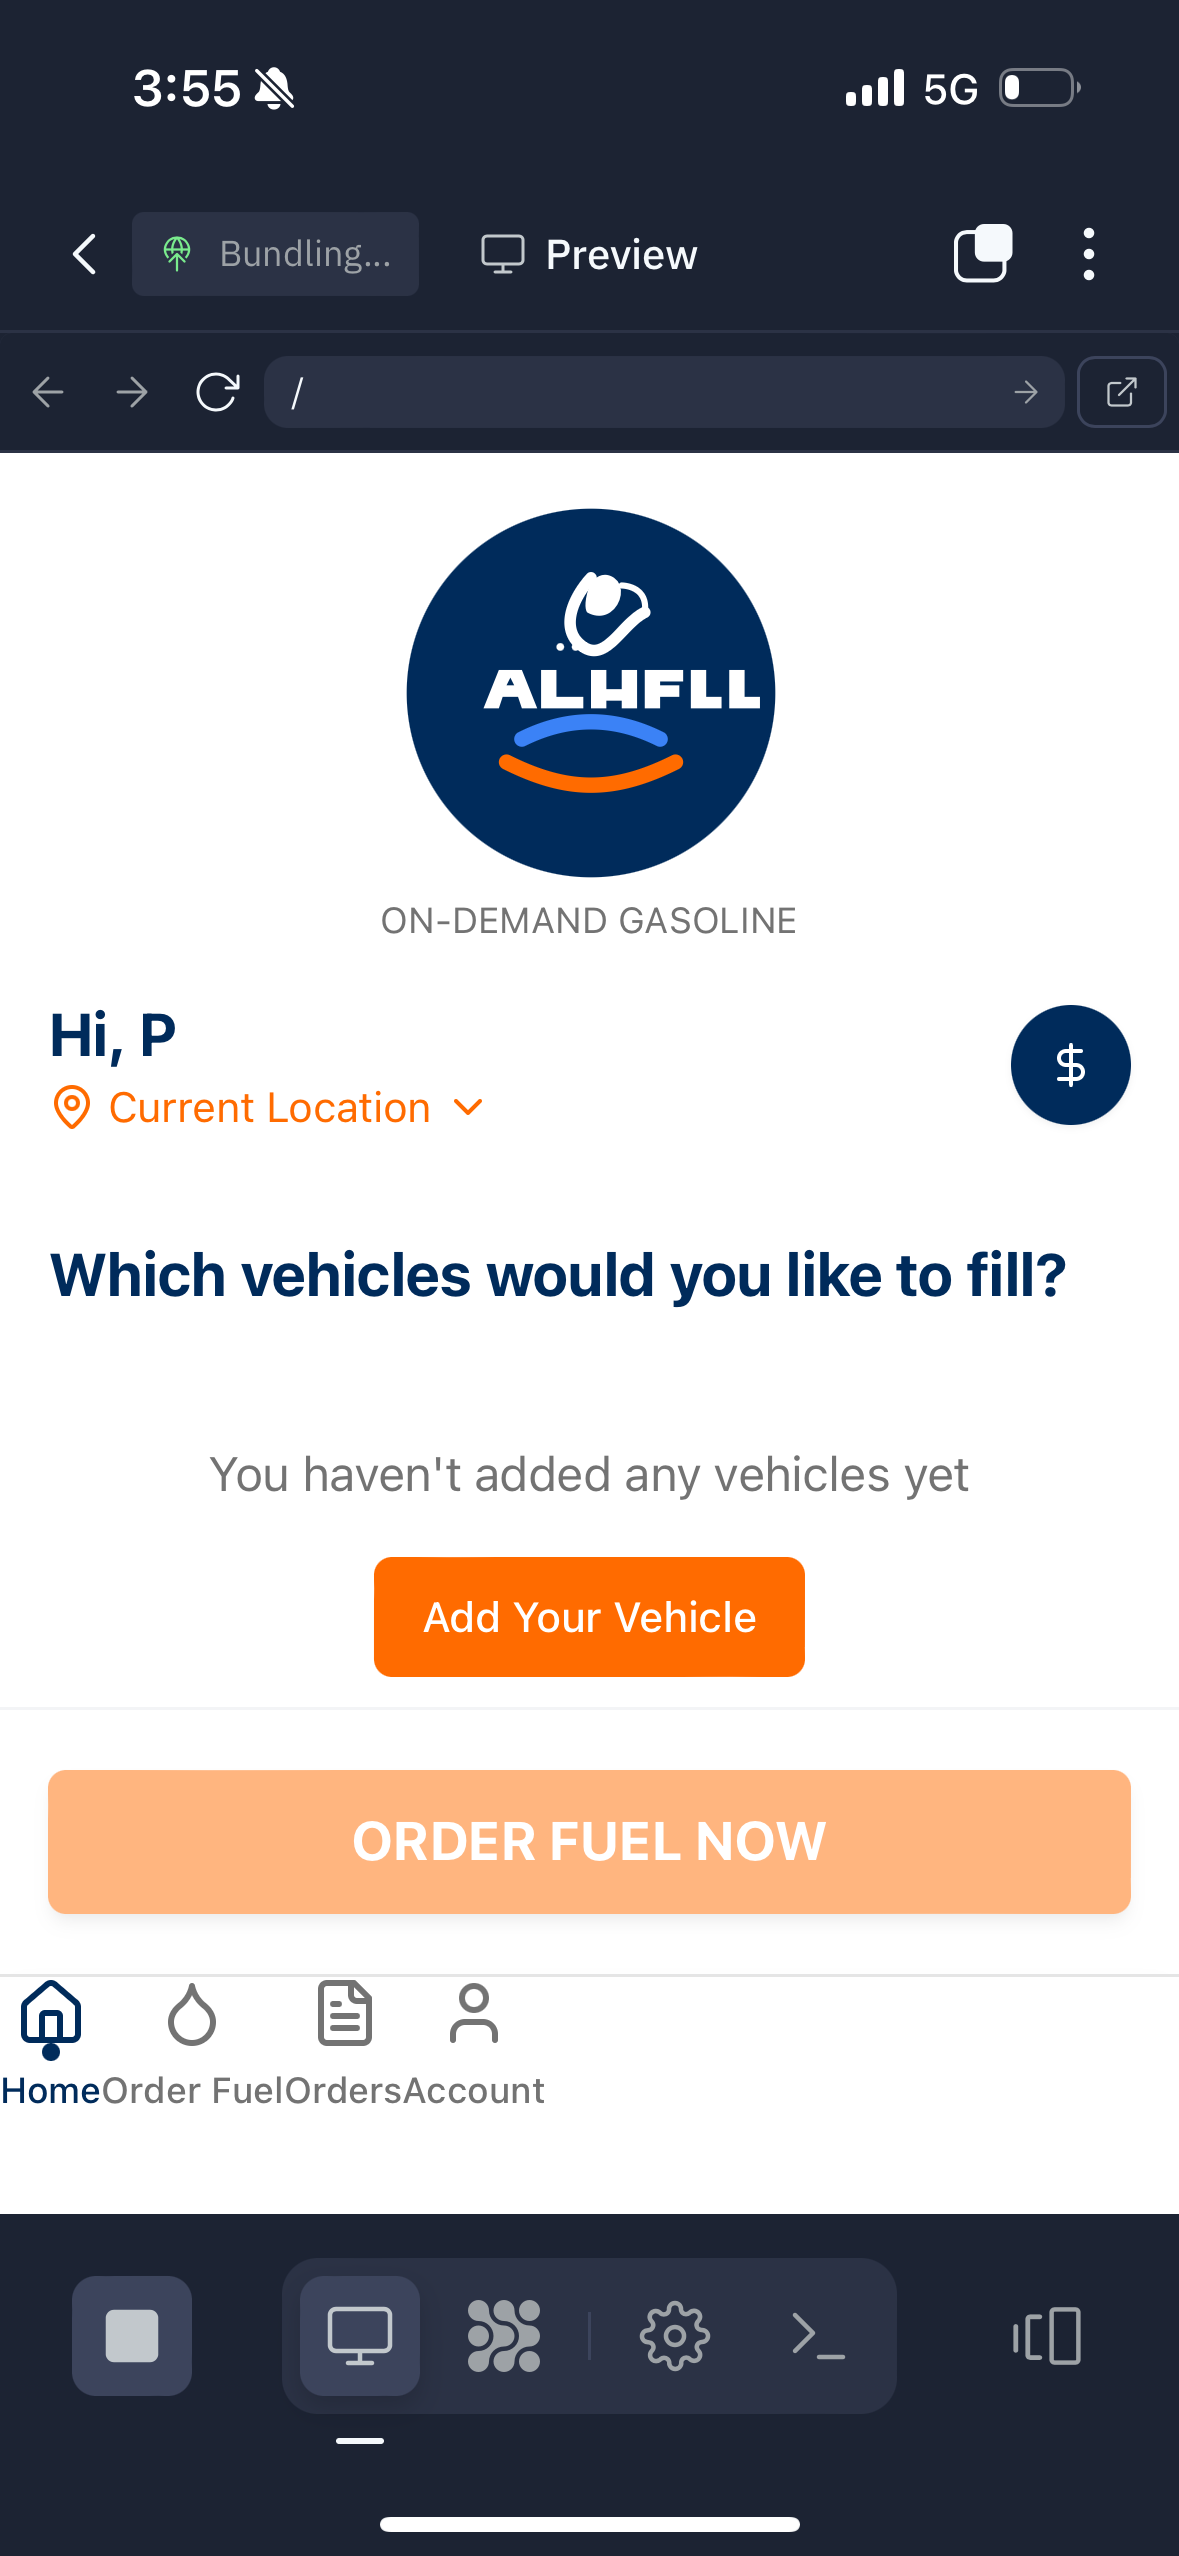 3:55
5G
Bundling...
Preview
/
ALHFLL
ON-DEMAND GASOLINE
Hi, P
$
Current Location
Which vehicles would you like to fill?
You haven't added any vehicles yet
Add Your Vehicle
ORDER FUEL NOW
Home
Order Fuel
Orders
Account